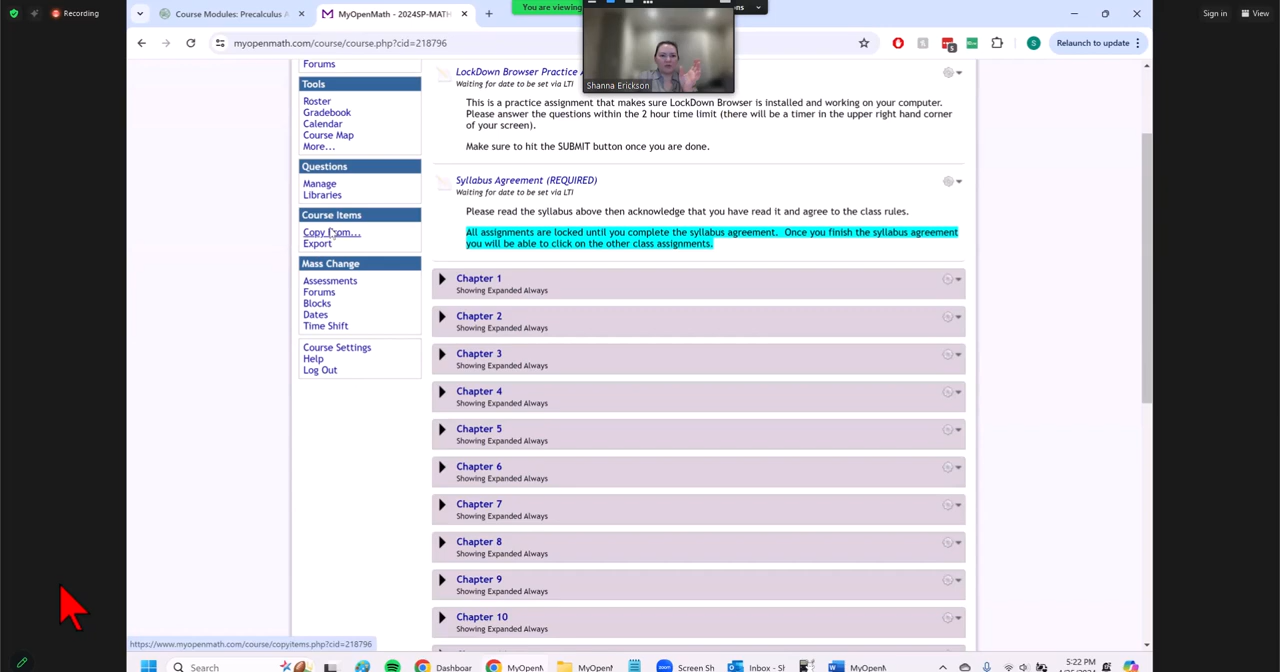 Recording
Course Modules: Precalculus A
MyOpenMath - 2024SP-MATH-
You are viewing
Sign in
View
myopenmath.com/course/course.php?cid=218796
S
Relaunch to update
Shanna Erickson
Forums
Tools
Roster
Gradebook
Calendar
Course Map
More...
Questions
Manage
Libraries
Course Items
Copy From...
Export
Mass Change
Assessments
Forums
Blocks
Dates
Time Shift
Course Settings
Help
Log Out
LockDown Browser Practice A
Waiting for date to be set via LTI
This is a practice assignment that makes sure LockDown Browser is installed and working on your computer.
Please answer the questions within the 2 hour time limit (there will be a timer in the upper right hand corner
of your screen).
Make sure to hit the SUBMIT button once you are done.
Syllabus Agreement (REQUIRED)
Waiting for date to be set via LTI
Please read the syllabus above then acknowledge that you have read it and agree to the class rules.
All assignments are locked until you complete the syllabus agreement. Once you finish the syllabus agreement
you will be able to click on the other class assignments.
Chapter 1
Showing Expanded Always
Chapter 2
Showing Expanded Always
Chapter 3
Showing Expanded Always
Chapter 4
Showing Expanded Always
Chapter 5
Showing Expanded Always
Chapter 6
Showing Expanded Always
Chapter 7
Showing Expanded Always
Chapter 8
Showing Expanded Always
Chapter 9
Showing Expanded Always
Chapter 10
Showing Expanded Always
https://www.myopenmath.com/course/copyitems.php?cid=218796
Search
Dashboar
MyOpenM
MyOpenM
Screen Sh
Inbox - Sh
MyOpenM
5:22 PM